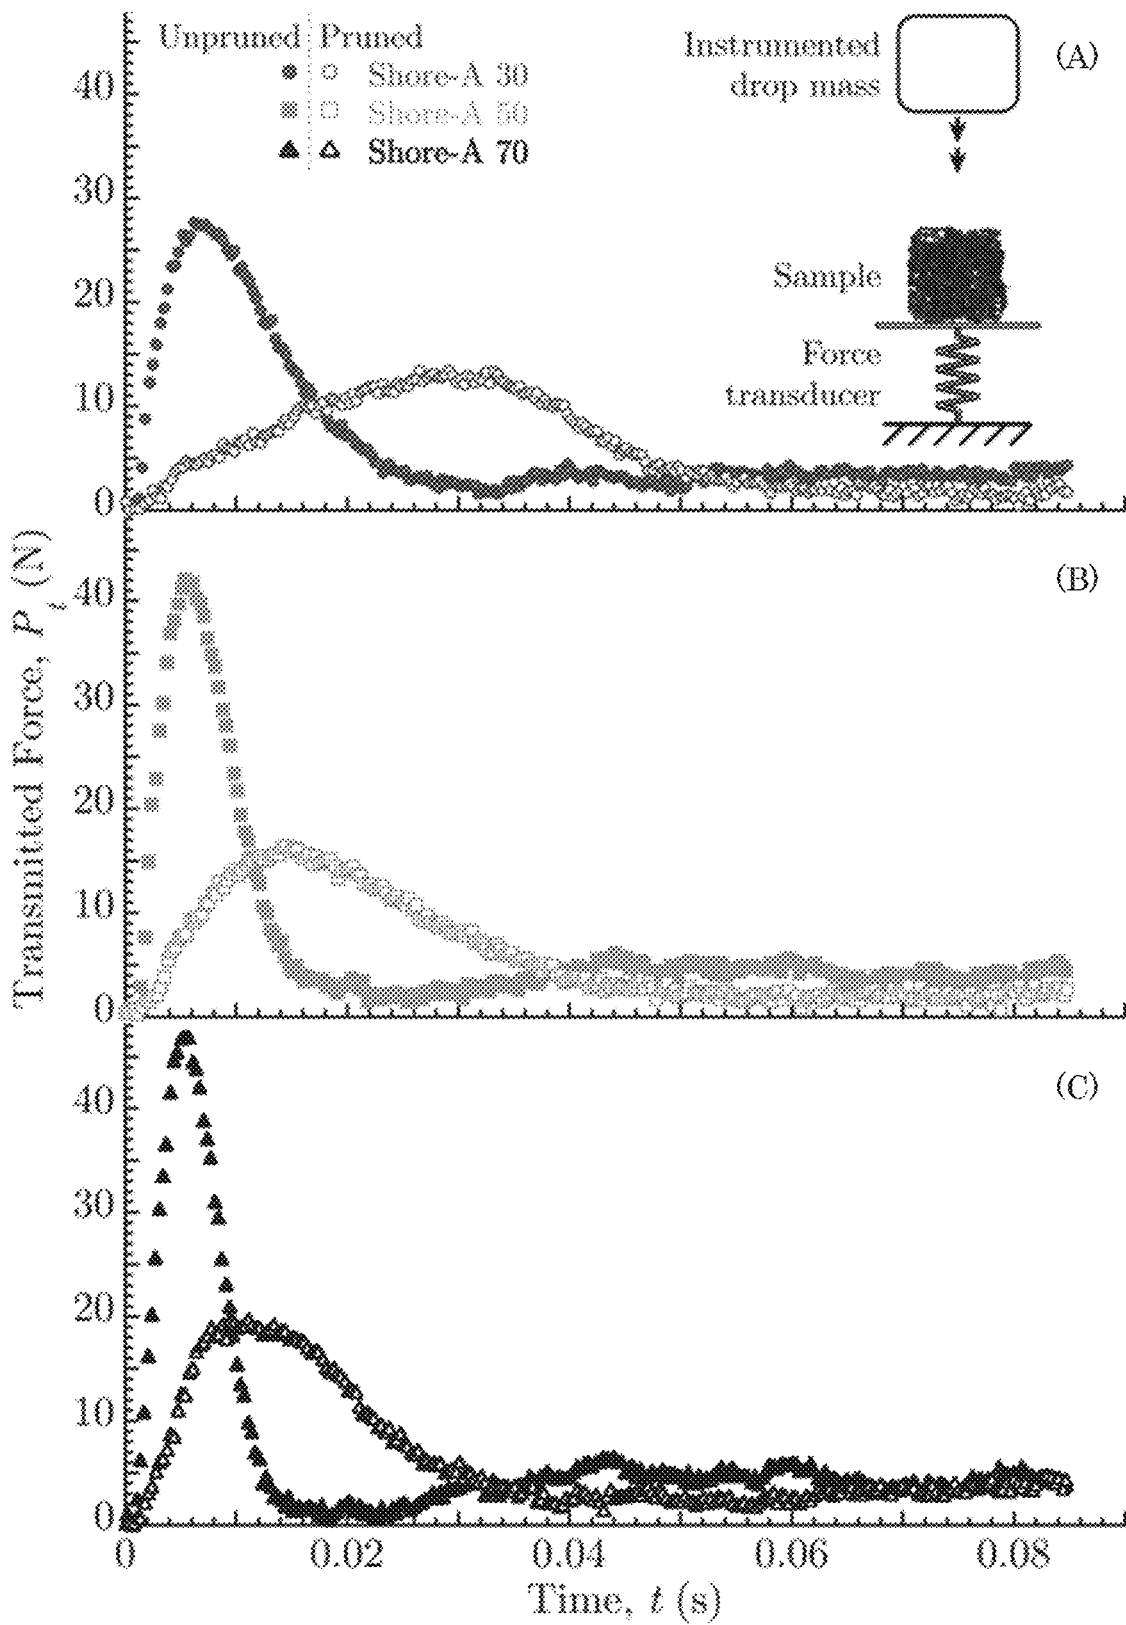 Unpruned Pruned
Shore-A 30
Shore-A 50
Shore-A 70
Instrumented
drop mass
(A)
Sample
Force
transducer
40
30
20
10
0
(B)
40
30
20
10
0
(C)
40
30
20
10
0
Transmitted Force, P_t (N)
0 0.02 0.04 0.06 0.08
Time, t (s)